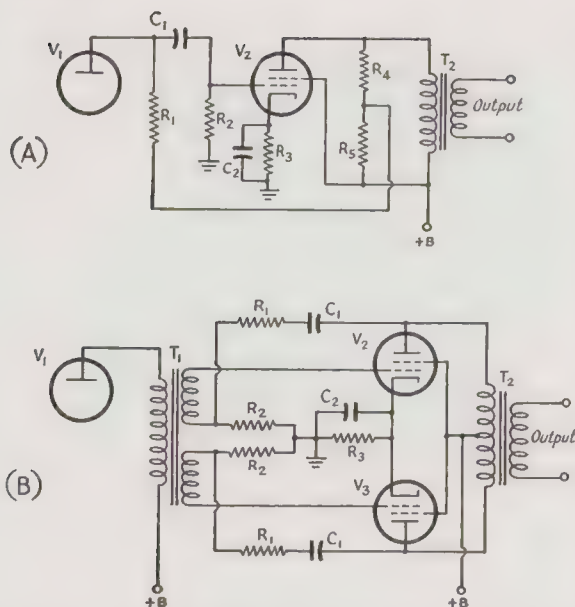 C₁
V₁
V₂
R₄
T₂
Output
(A)
R₁
R₂
R₅
C₂
R₃
+B
R₁
C₁
V₂
V₁
T₁
T₂
R₂
C₂
Output
R₂
R₃
(B)
V₃
R₁
C₁
+B
+B